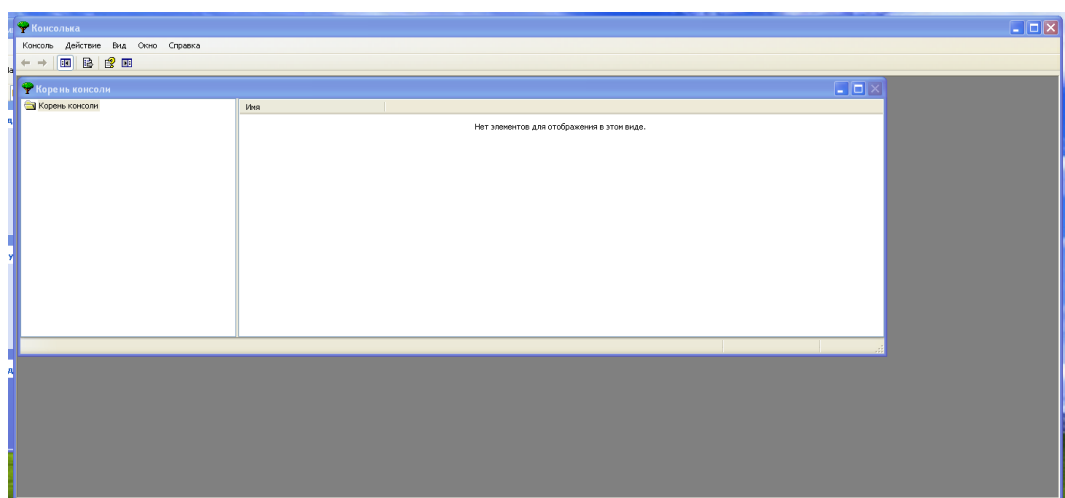 Консолька
Консоль Действие Вид Окно Справка
Корень консоли
Корень консоли
Имя
Нет элементов для отображения в этом виде.